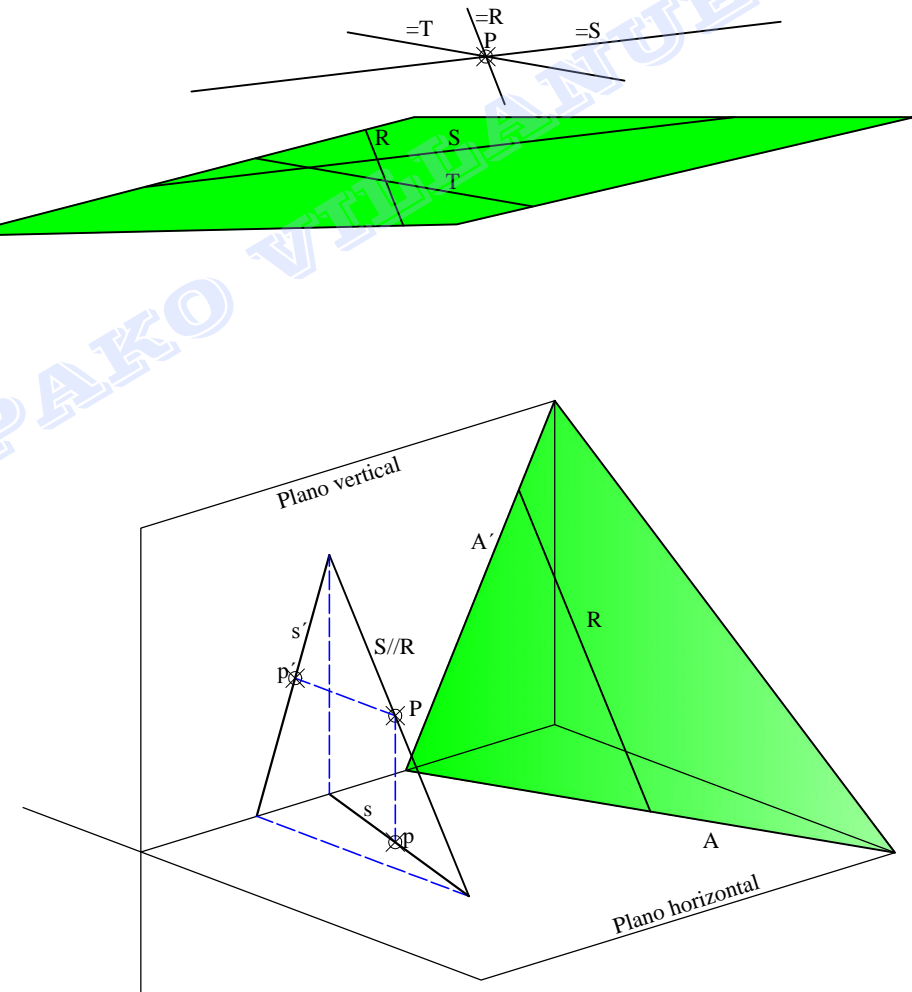 =R
=T
=S
P
R
S
T
PAKO VILLANUE
Plano vertical
A´
s´
S//R
R
p´
P
s
p
A
Plano horizontal